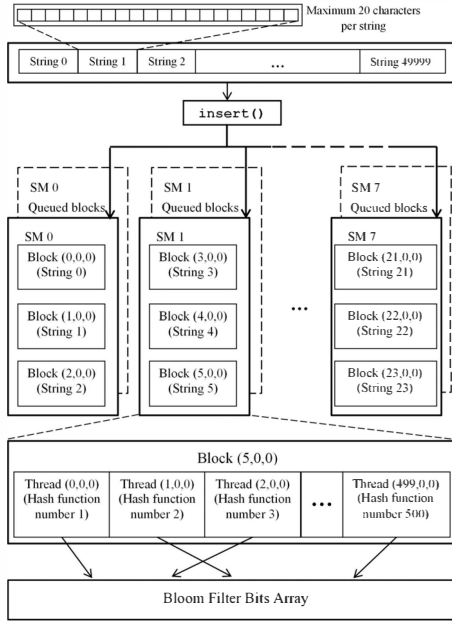 Maximum 20 characters
per string
String 0
String 1
String 2
...
String 49999
insert()
SM 0
Queued blocks
SM 1
Queued blocks
SM 7
Queued blocks
SM 0
Block (0,0,0)
(String 0)
Block (1,0,0)
(String 1)
Block (2,0,0)
(String 2)
SM 1
Block (3,0,0)
(String 3)
Block (4,0,0)
(String 4)
Block (5,0,0)
(String 5)
...
SM 7
Block (21,0,0)
(String 21)
Block (22,0,0)
(String 22)
Block (23,0,0)
(String 23)
Block (5,0,0)
Thread (0,0,0)
(Hash function
number 1)
Thread (1,0,0)
(Hash function
number 2)
Thread (2,0,0)
(Hash function
number 3)
...
Thread (499,0,0)
(Hash function
number 500)
Bloom Filter Bits Array